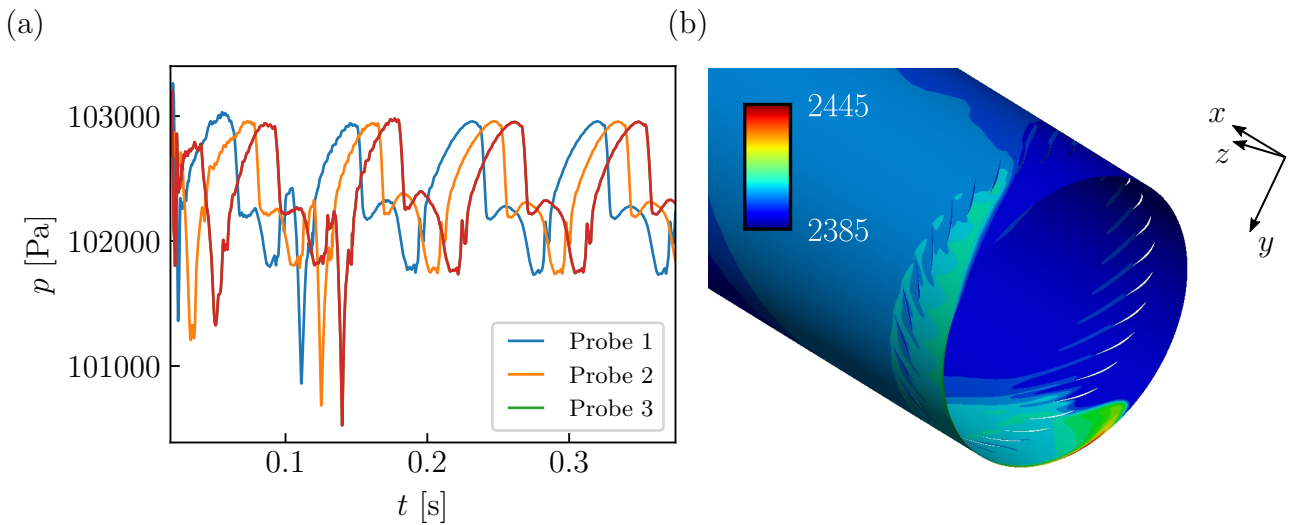 (a)
103000
102000
101000
p [Pa]
0.1
0.2
0.3
t [s]
Probe 1
Probe 2
Probe 3
(b)
2445
2385
x
z
y